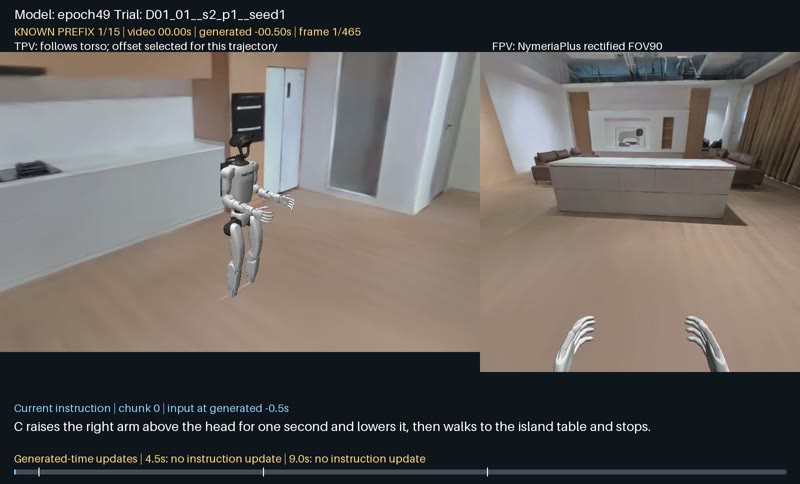 Model: epoch49 Trial: D01_01__s2_p1__seed1
KNOWN PREFIX 1/15 | video 00.00s | generated -00.50s | frame 1/465
TPV: follows torso; offset selected for this trajectory
FPV: NymeriaPlus rectified FOV90
Current instruction | chunk 0 | input at generated -0.5s
C raises the right arm above the head for one second and lowers it, then walks to the island table and stops.
Generated-time updates | 4.5s: no instruction update | 9.0s: no instruction update